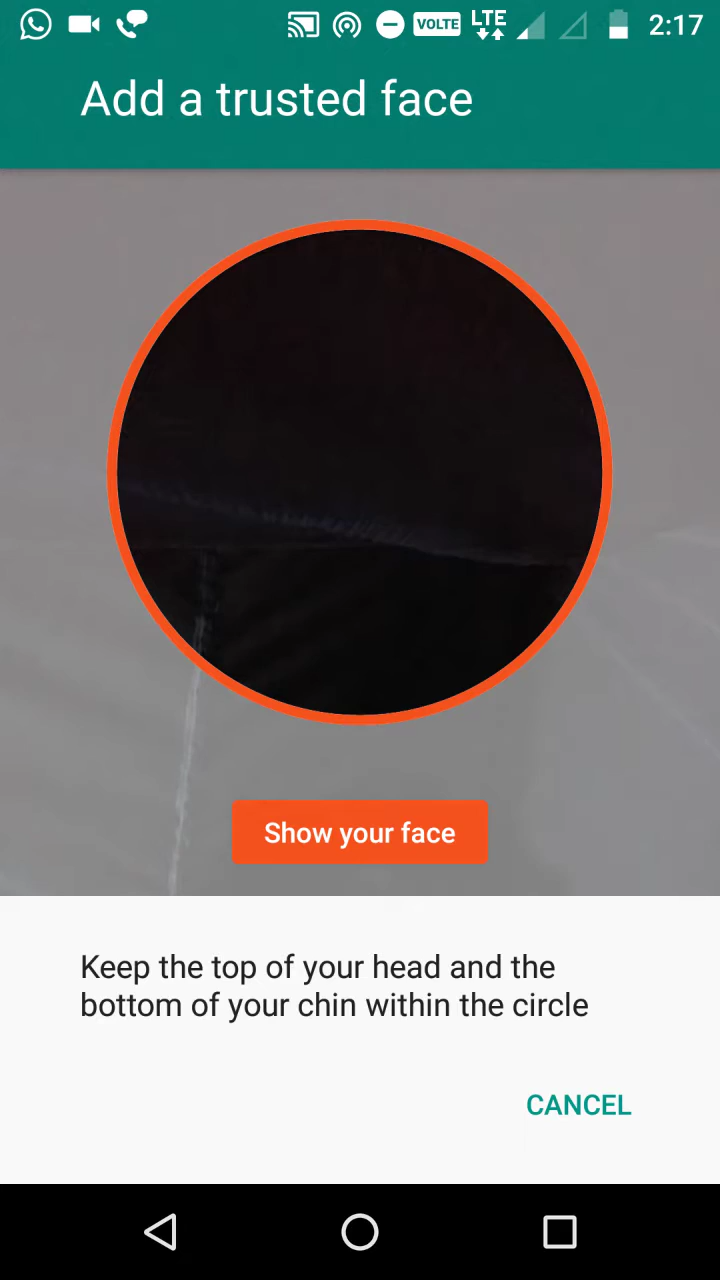 VOLTE LTE 2:17
Add a trusted face
Show your face
Keep the top of your head and the
bottom of your chin within the circle
CANCEL